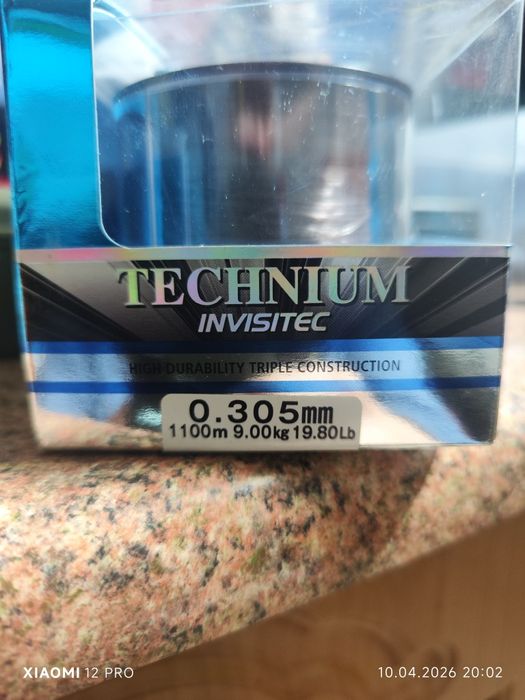 TECHNIUM
INVISITEC
HIGH DURABILITY TRIPLE CONSTRUCTION
0.305mm
1100m 9.00kg 19.80Lb
XIAOMI 12 PRO
10.04.2026 20:02